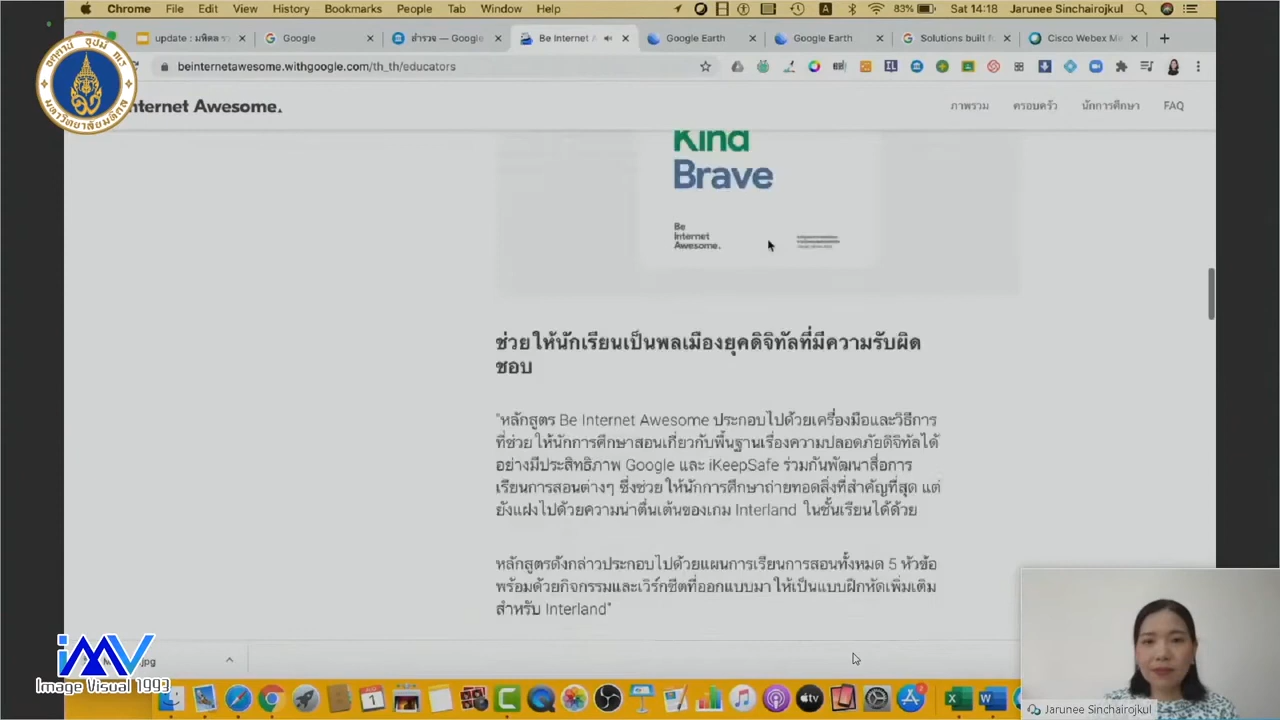 Chrome File Edit View History Bookmarks People Tab Window Help 83% Sat 14:18 Jarunee Sinchairojkul
update : มหิดล รา
Google
สำรวจ — Google
Be Internet A
Google Earth
Google Earth
Solutions built f
Cisco Webex Me
beinternetawesome.withgoogle.com/th_th/educators
nternet Awesome.
ภาพรวม ครอบครัว นักการศึกษา FAQ
Kind
Brave
Be
Internet
Awesome.
ช่วยให้นักเรียนเป็นพลเมืองยุคดิจิทัลที่มีความรับผิด
ชอบ
"หลักสูตร Be Internet Awesome ประกอบไปด้วยเครื่องมือและวิธีการ
ที่ช่วยให้นักการศึกษาสอนเกี่ยวกับพื้นฐานเรื่องความปลอดภัยดิจิทัลได้
อย่างมีประสิทธิภาพ Google และ iKeepSafe ร่วมกันพัฒนาสื่อการ
เรียนการสอนต่างๆ ซึ่งช่วยให้นักการศึกษาถ่ายทอดสิ่งที่สำคัญที่สุด แต่
ยังแฝงไปด้วยความน่าตื่นเต้นของเกม Interland ในชั้นเรียนได้ด้วย
หลักสูตรดังกล่าวประกอบไปด้วยแผนการเรียนการสอนทั้งหมด 5 หัวข้อ
พร้อมด้วยกิจกรรมและเวิร์กชีตที่ออกแบบมาให้เป็นแบบฝึกหัดเพิ่มเติม
สำหรับ Interland"
.jpg
iMV
Image Visual 1993
Jarunee Sinchairojkul